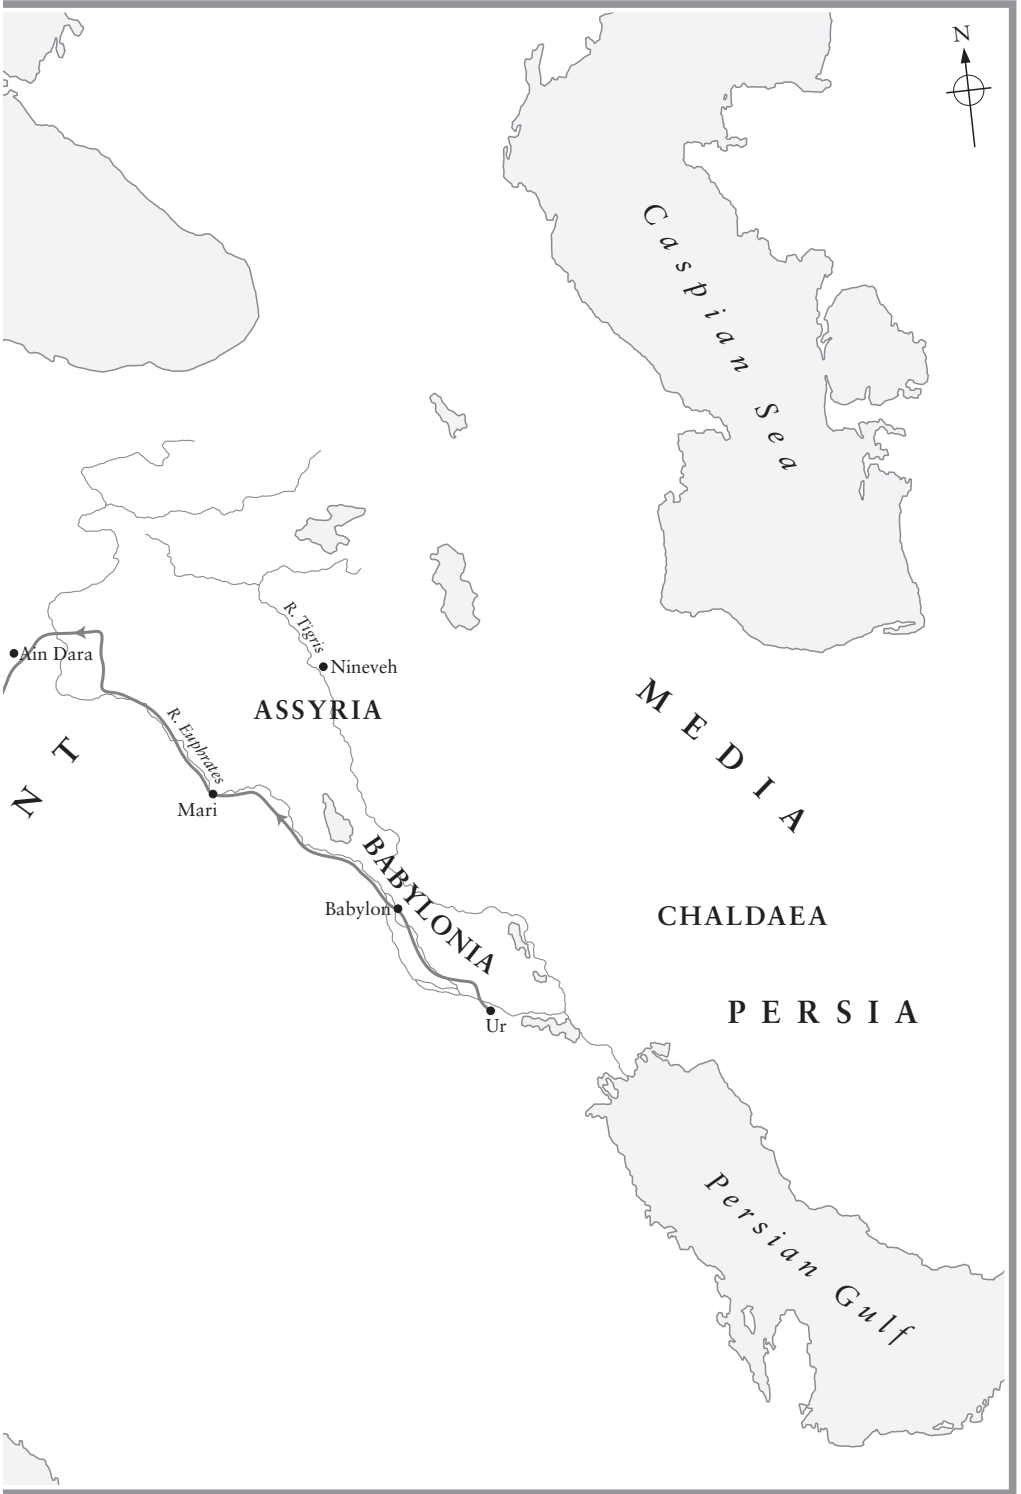 N
Caspian Sea
R. Tigris
Ain Dara
Nineveh
ASSYRIA
MEDIA
R. Euphrates
N T
Mari
BABYLONIA
Babylon
CHALDAEA
PERSIA
Ur
Persian Gulf